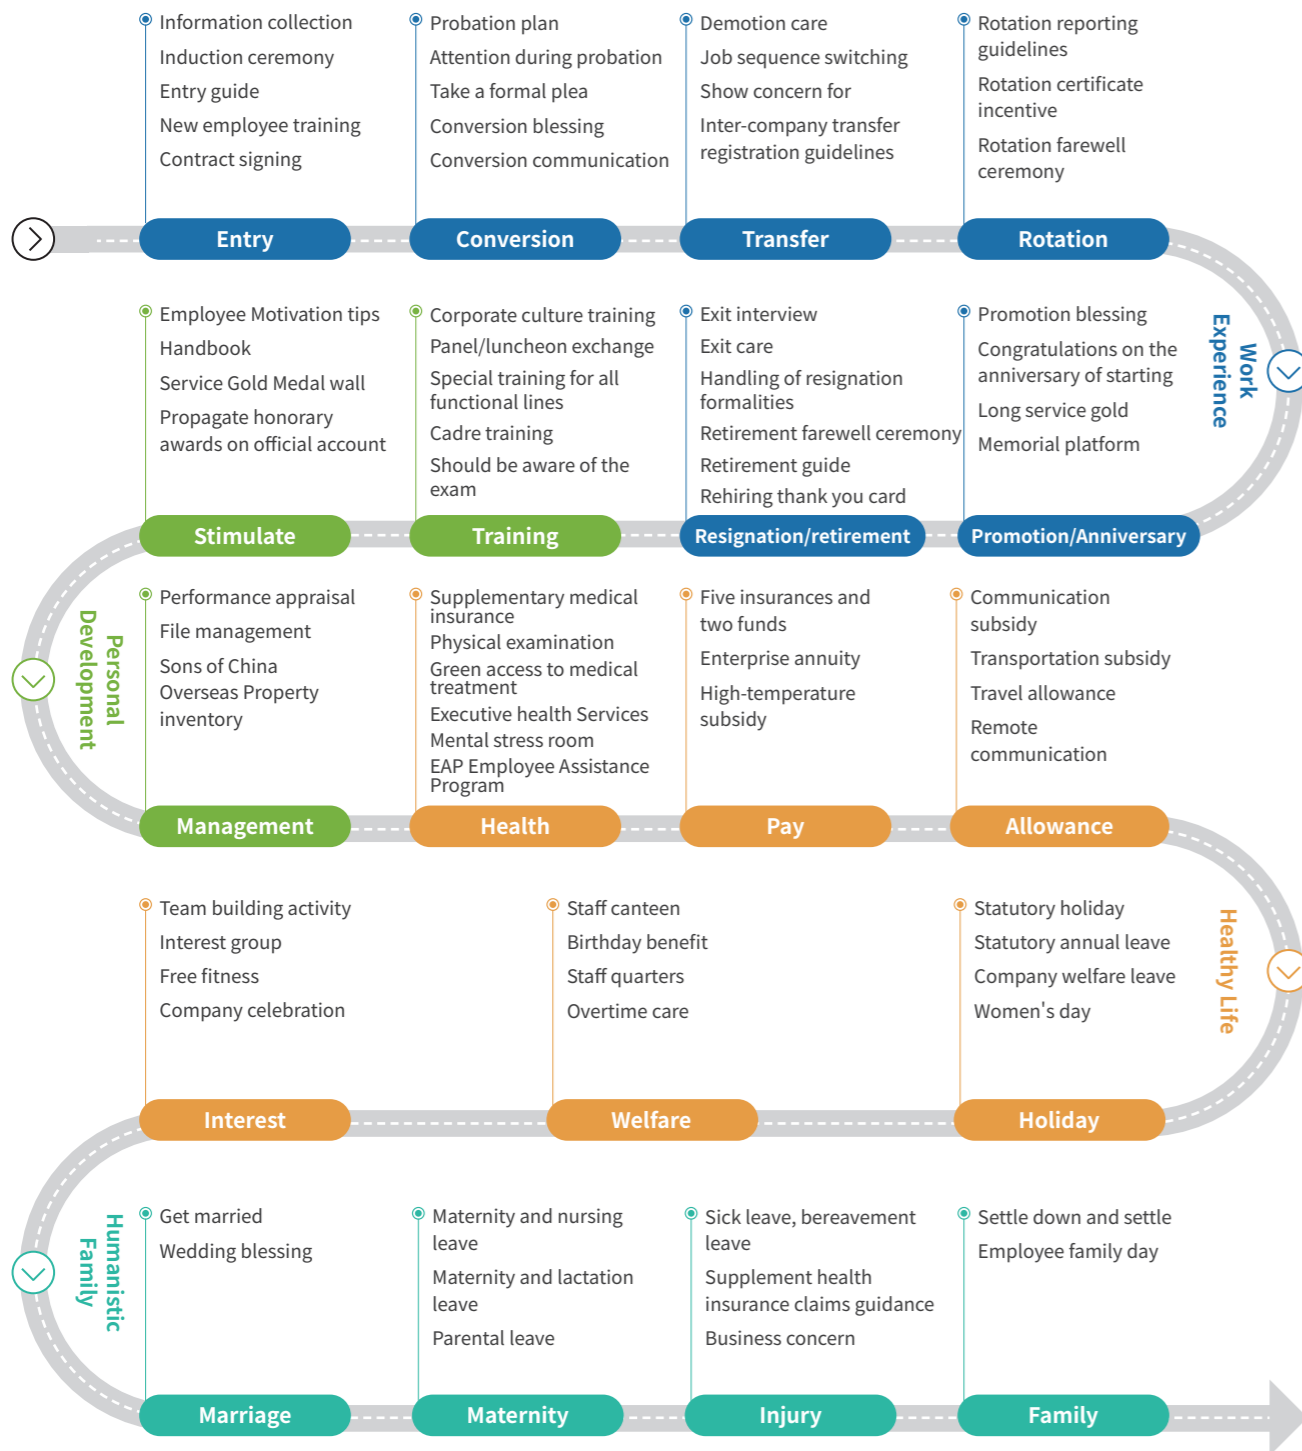 Information collection
Induction ceremony
Entry guide
New employee training
Contract signing
Entry
Probation plan
Attention during probation
Take a formal plea
Conversion blessing
Conversion communication
Conversion
Demotion care
Job sequence switching
Show concern for
Inter-company transfer
registration guidelines
Transfer
Rotation reporting
guidelines
Rotation certificate
incentive
Rotation farewell
ceremony
Rotation
Work
Experience
Promotion blessing
Congratulations on the
anniversary of starting
Long service gold
Memorial platform
Promotion/Anniversary
Exit interview
Exit care
Handling of resignation
formalities
Retirement farewell ceremony
Retirement guide
Rehiring thank you card
Resignation/retirement
Corporate culture training
Panel/luncheon exchange
Special training for all
functional lines
Cadre training
Should be aware of the
exam
Training
Employee Motivation tips
Handbook
Service Gold Medal wall
Propagate honorary
awards on official account
Stimulate
Personal
Development
Performance appraisal
File management
Sons of China
Overseas Property
inventory
Management
Supplementary medical
insurance
Physical examination
Green access to medical
treatment
Executive health Services
Mental stress room
EAP Employee Assistance
Program
Health
Five insurances and
two funds
Enterprise annuity
High-temperature
subsidy
Pay
Communication
subsidy
Transportation subsidy
Travel allowance
Remote
communication
Allowance
Healthy Life
Statutory holiday
Statutory annual leave
Company welfare leave
Women's day
Holiday
Staff canteen
Birthday benefit
Staff quarters
Overtime care
Welfare
Team building activity
Interest group
Free fitness
Company celebration
Interest
Humanistic
Family
Get married
Wedding blessing
Marriage
Maternity and nursing
leave
Maternity and lactation
leave
Parental leave
Maternity
Sick leave, bereavement
leave
Supplement health
insurance claims guidance
Business concern
Injury
Settle down and settle
Employee family day
Family